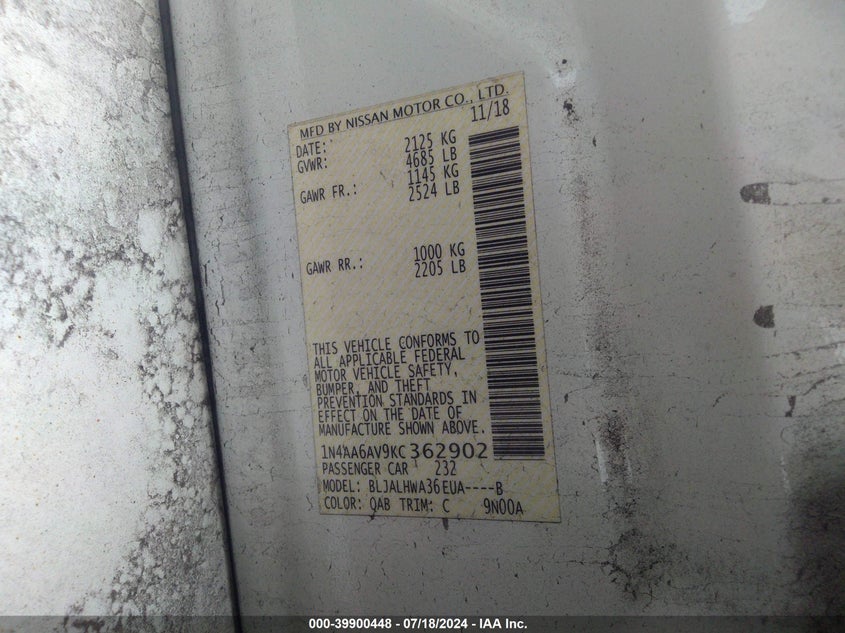 MFD BY NISSAN MOTOR CO., LTD.
DATE: 11/18
GVWR: 2125 KG
4685 LB
GAWR FR.: 1145 KG
2524 LB
GAWR RR.: 1000 KG
2205 LB
THIS VEHICLE CONFORMS TO
ALL APPLICABLE FEDERAL
MOTOR VEHICLE SAFETY,
BUMPER, AND THEFT
PREVENTION STANDARDS IN
EFFECT ON THE DATE OF
MANUFACTURE SHOWN ABOVE.
1N4AA6AV9KC362902
PASSENGER CAR 232
MODEL: BLJALHWA36EUA----B
COLOR: QAB TRIM: C 9N00A
000-39900448 - 07/18/2024 - IAA Inc.